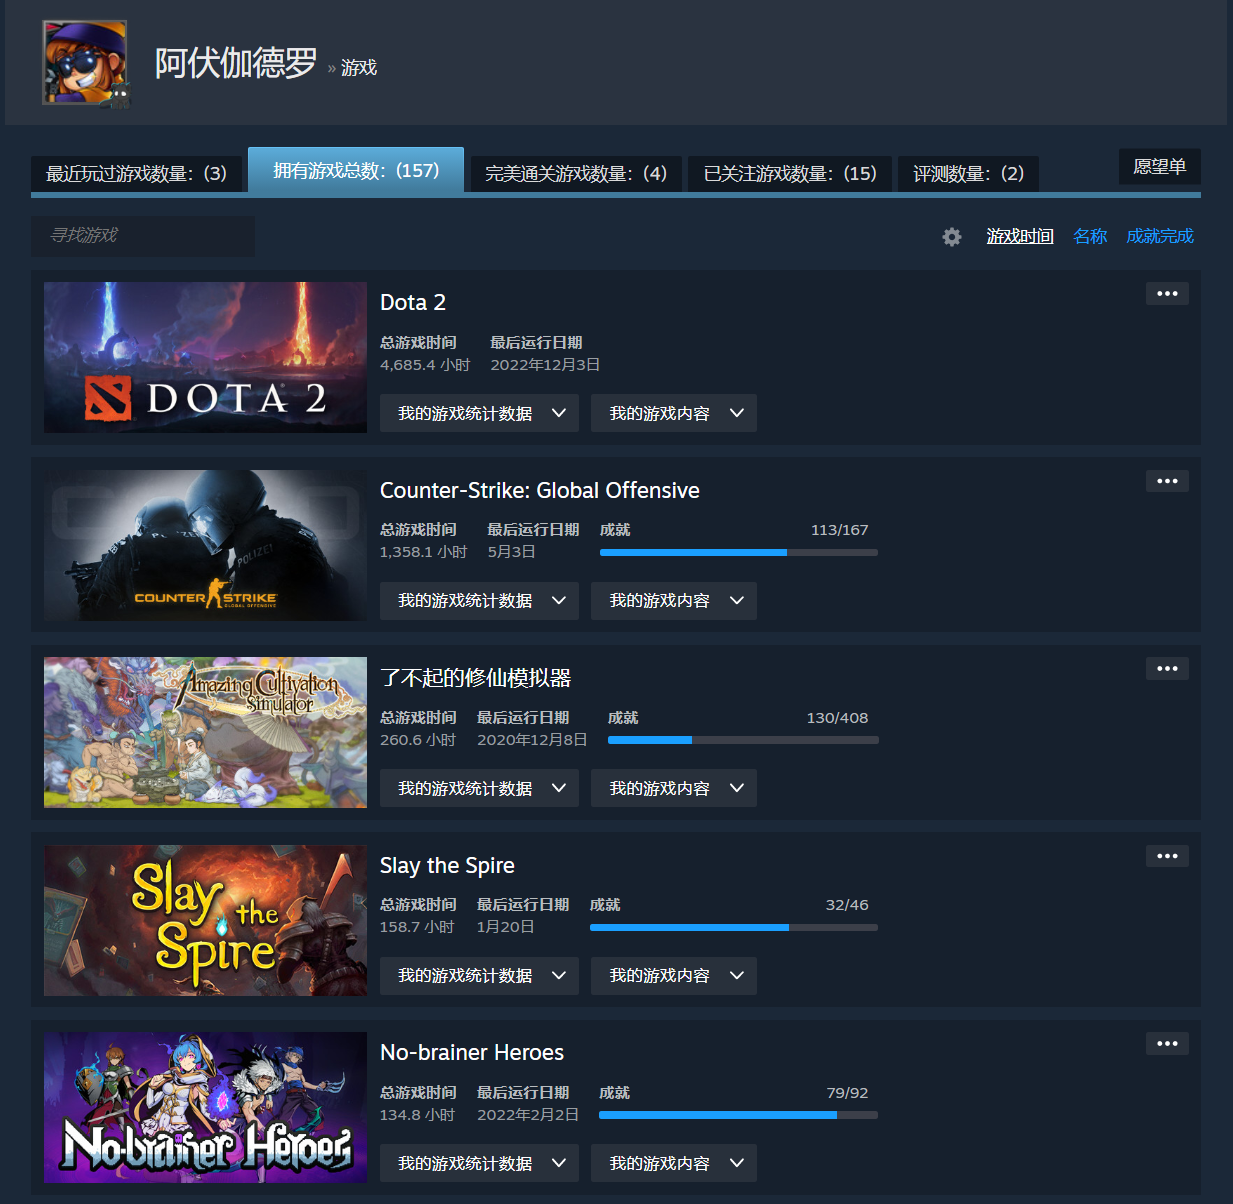 阿伏伽德罗 » 游戏
最近玩过游戏数量：(3)
拥有游戏总数：(157)
完美通关游戏数量：(4)
已关注游戏数量：(15)
评测数量：(2)
愿望单
寻找游戏
游戏时间 名称 成就完成
DOTA 2
Dota 2
总游戏时间 最后运行日期
4,685.4 小时 2022年12月3日
我的游戏统计数据 我的游戏内容
POLIZEI
COUNTER STRIKE
GLOBAL OFFENSIVE
Counter-Strike: Global Offensive
总游戏时间 最后运行日期 成就 113/167
1,358.1 小时 5月3日
我的游戏统计数据 我的游戏内容
Amazing Cultivation
Simulator
了不起的修仙模拟器
总游戏时间 最后运行日期 成就 130/408
260.6 小时 2020年12月8日
我的游戏统计数据 我的游戏内容
Slay
the
Spire
Slay the Spire
总游戏时间 最后运行日期 成就 32/46
158.7 小时 1月20日
我的游戏统计数据 我的游戏内容
No-brainer Heroes
No-brainer Heroes
总游戏时间 最后运行日期 成就 79/92
134.8 小时 2022年2月2日
我的游戏统计数据 我的游戏内容